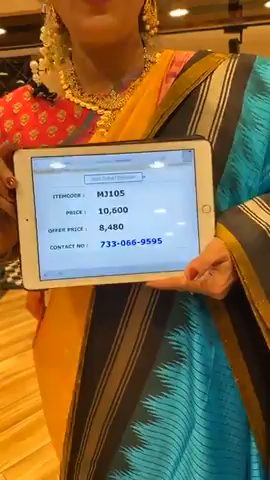 ITEMCODE : MJ105
PRICE : 10,600
OFFER PRICE : 8,480
CONTACT NO : 733-066-9595